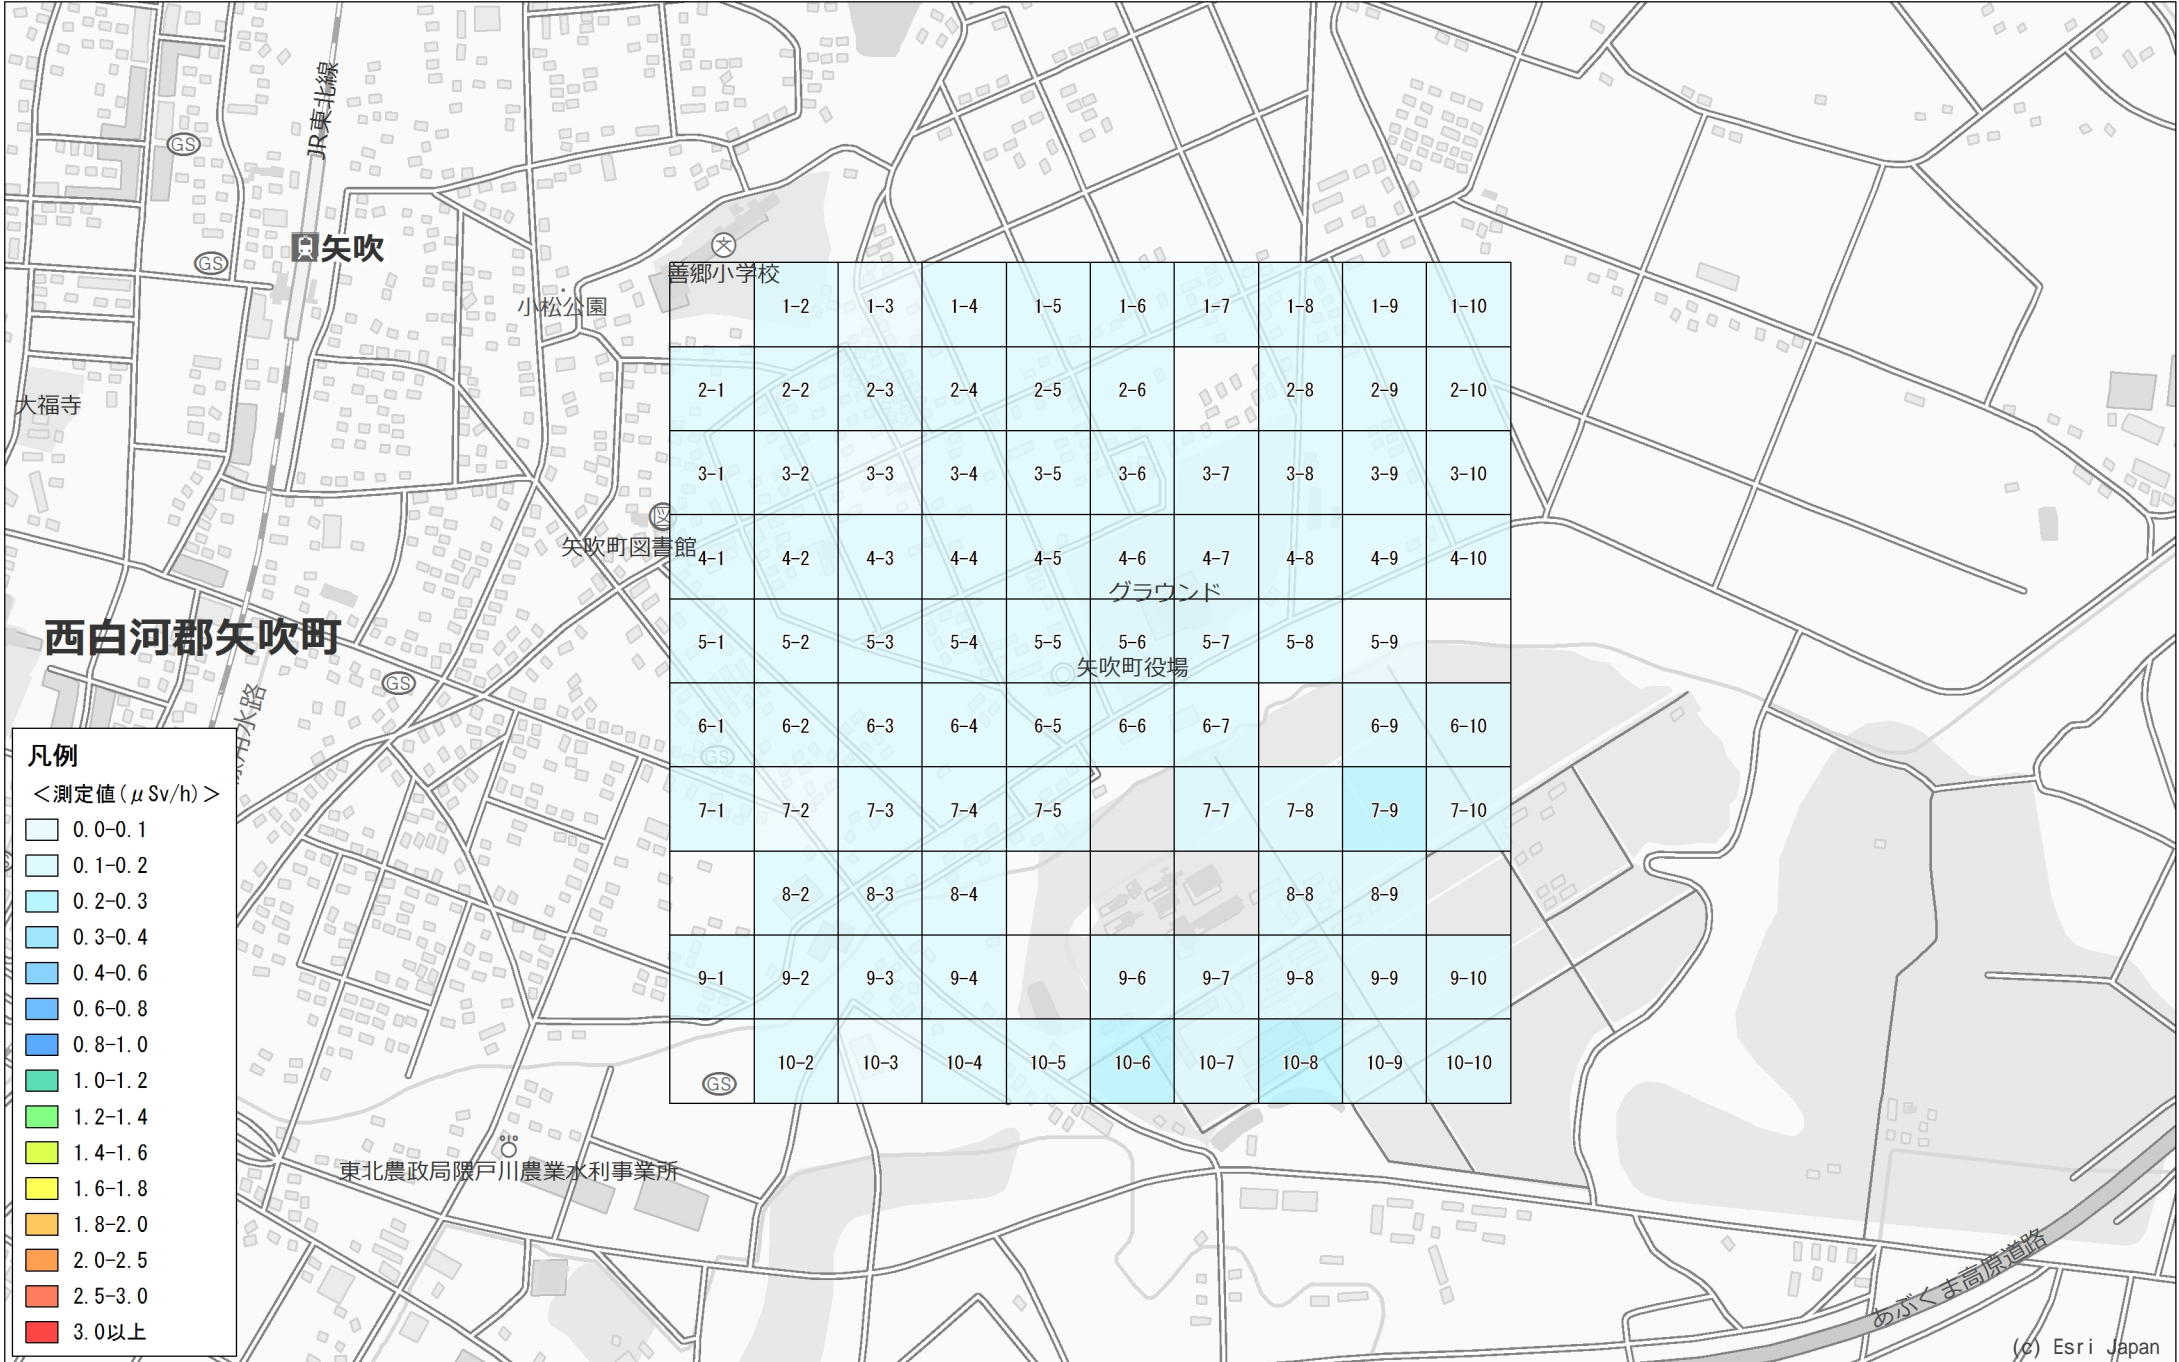 JR東北線
GS
GS
矢吹
文
善郷小学校
小松公園
1-2 1-3 1-4 1-5 1-6 1-7 1-8 1-9 1-10
大福寺
2-1 2-2 2-3 2-4 2-5 2-6 2-8 2-9 2-10
3-1 3-2 3-3 3-4 3-5 3-6 3-7 3-8 3-9 3-10
図
矢吹町図書館
4-1 4-2 4-3 4-4 4-5 4-6 4-7 4-8 4-9 4-10
グラウンド
西白河郡矢吹町
5-1 5-2 5-3 5-4 5-5 5-6 5-7 5-8 5-9
矢吹町役場
GS
6-1 6-2 6-3 6-4 6-5 6-6 6-7 6-9 6-10
用水路
GS
7-1 7-2 7-3 7-4 7-5 7-7 7-8 7-9 7-10
8-2 8-3 8-4 8-8 8-9
9-1 9-2 9-3 9-4 9-6 9-7 9-8 9-9 9-10
10-2 10-3 10-4 10-5 10-6 10-7 10-8 10-9 10-10
GS
東北農政局隈戸川農業水利事業所
あぶくま高原道路
凡例
＜測定値(μSv/h)＞
0.0-0.1
0.1-0.2
0.2-0.3
0.3-0.4
0.4-0.6
0.6-0.8
0.8-1.0
1.0-1.2
1.2-1.4
1.4-1.6
1.6-1.8
1.8-2.0
2.0-2.5
2.5-3.0
3.0以上
(c) Esri Japan